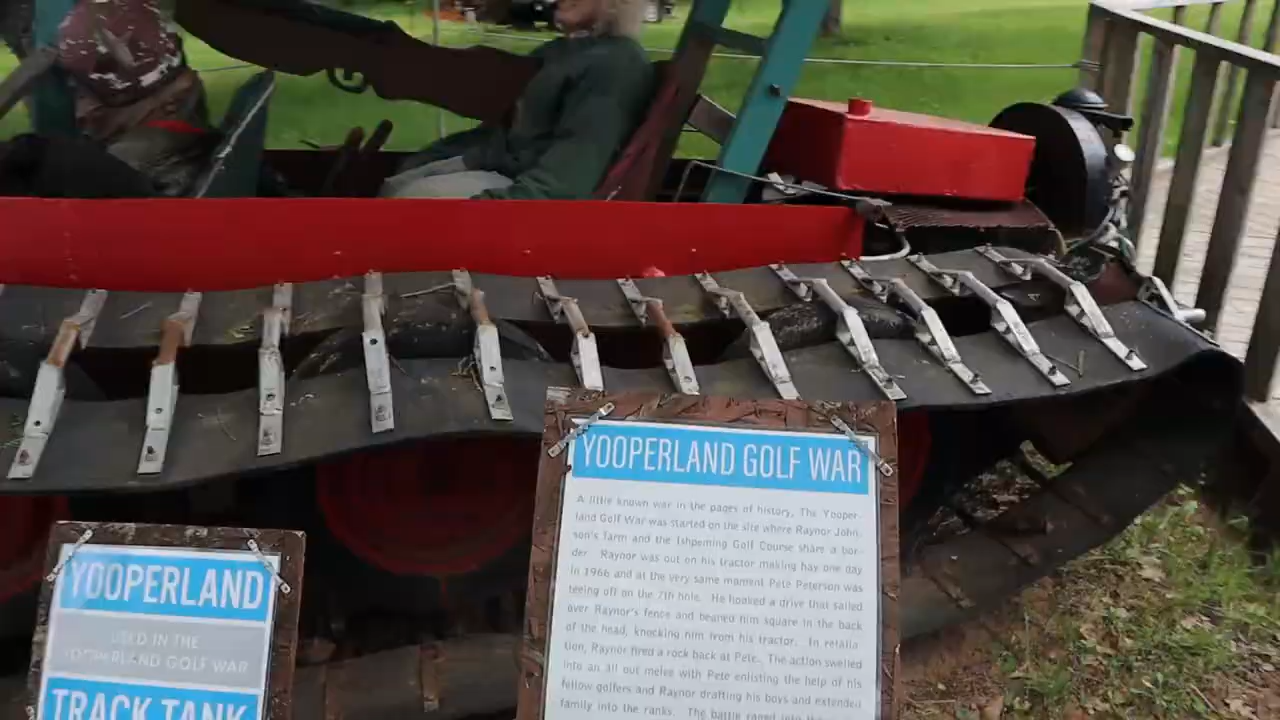 YOOPERLAND GOLF WAR
A little known war in the pages of history, The Yooper-
land Golf War was started on the site where Raynor John-
son's farm and the Ishpeming Golf Course share a bor-
der. Raynor was out on his tractor making hay one day
in 1966 and at the very same moment Pete Peterson was
teeing off on the 7th hole. He hooked a drive that sailed
over Raynor's fence and beaned him square in the back
of the head, knocking him from his tractor. In retalia-
tion, Raynor fired a rock back at Pete. The action swelled
into an all out melee with Pete enlisting the help of his
fellow golfers and Raynor drafting his boys and extended
family into the ranks. The battle raged into
YOOPERLAND
USED IN THE
YOOPERLAND GOLF WAR
TRACK TANK